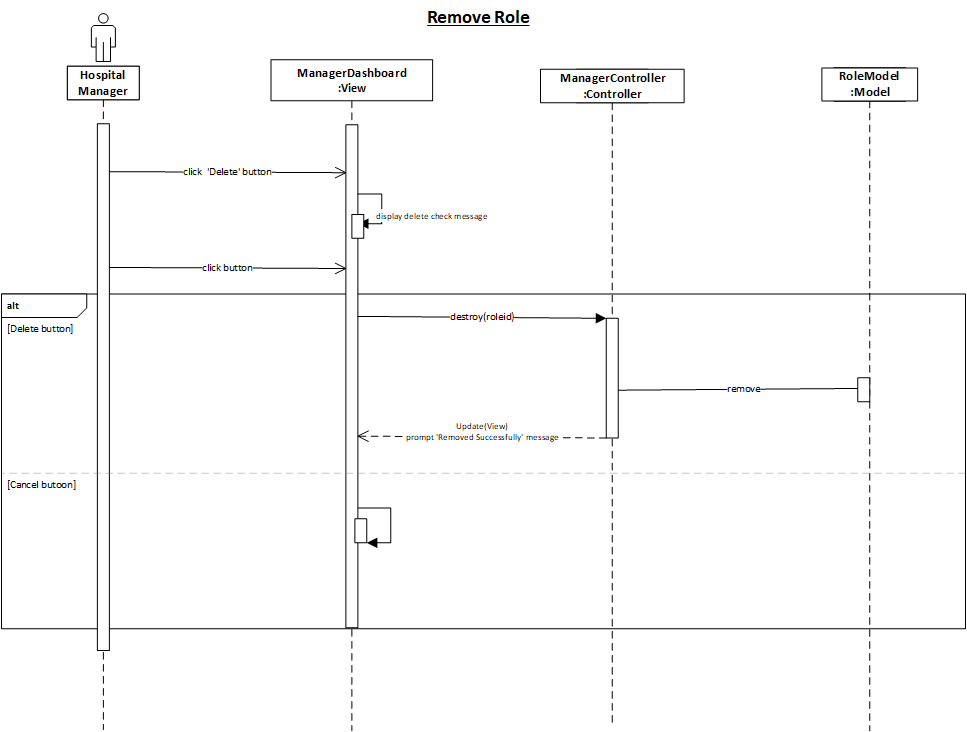 Remove Role
Hospital
Manager
ManagerDashboard
:View
ManagerController
:Controller
RoleModel
:Model
click 'Delete' button
display delete check message
click button
alt
[Delete button]
destroy(roleid)
remove
Update(View)
prompt 'Removed Successfully' message
[Cancel butoon]